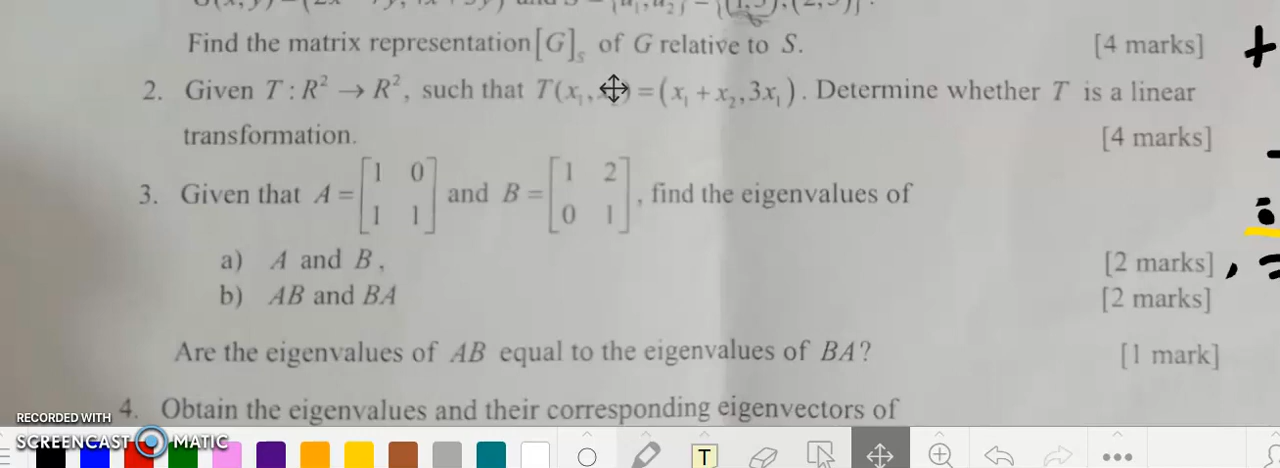 Find the matrix representation [G]ₛ of G relative to S. [4 marks]
2. Given T : R² → R², such that T(x₁, ) = (x₁ + x₂, 3x₁). Determine whether T is a linear
transformation. [4 marks]
3. Given that A = [1 0; 1 1] and B = [1 2; 0 1], find the eigenvalues of
a) A and B, [2 marks]
b) AB and BA [2 marks]
Are the eigenvalues of AB equal to the eigenvalues of BA? [1 mark]
4. Obtain the eigenvalues and their corresponding eigenvectors of
RECORDED WITH
SCREENCAST MATIC
T